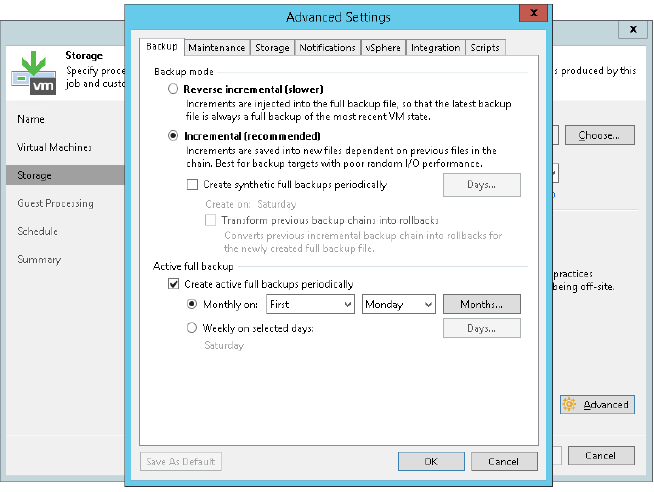 Advanced Settings
X
X
Storage
Specify proce
job and custo
s produced by this
vm
Backup Maintenance Storage Notifications vSphere Integration Scripts
Name
Virtual Machines
Storage
Guest Processing
Schedule
Summary
Backup mode
Reverse incremental (slower)
Increments are injected into the full backup file, so that the latest backup
file is always a full backup of the most recent VM state.
Incremental (recommended)
Increments are saved into new files dependent on previous files in the
chain. Best for backup targets with poor random I/O performance.
Create synthetic full backups periodically
Days...
Create on: Saturday
Transform previous backup chains into rollbacks
Converts previous incremental backup chain into rollbacks for
the newly created full backup file.
Active full backup
Create active full backups periodically
Monthly on: First Monday Months...
Weekly on selected days: Days...
Saturday
Choose...
practices
being off-site.
Advanced
Save As Default OK Cancel
Cancel